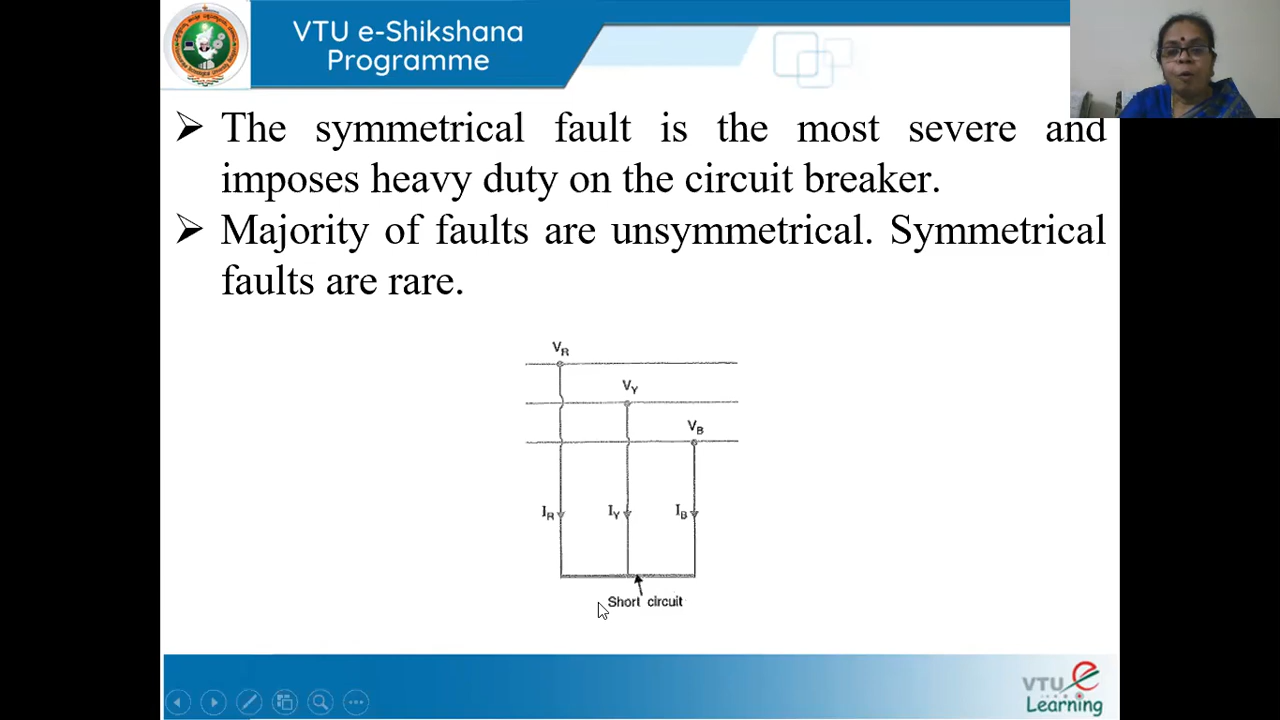 VTU e-Shikshana
Programme
➢ The symmetrical fault is the most severe and
imposes heavy duty on the circuit breaker.
➢ Majority of faults are unsymmetrical. Symmetrical
faults are rare.
VR
VY
VB
IR IY IB
Short circuit
VTU e
Learning